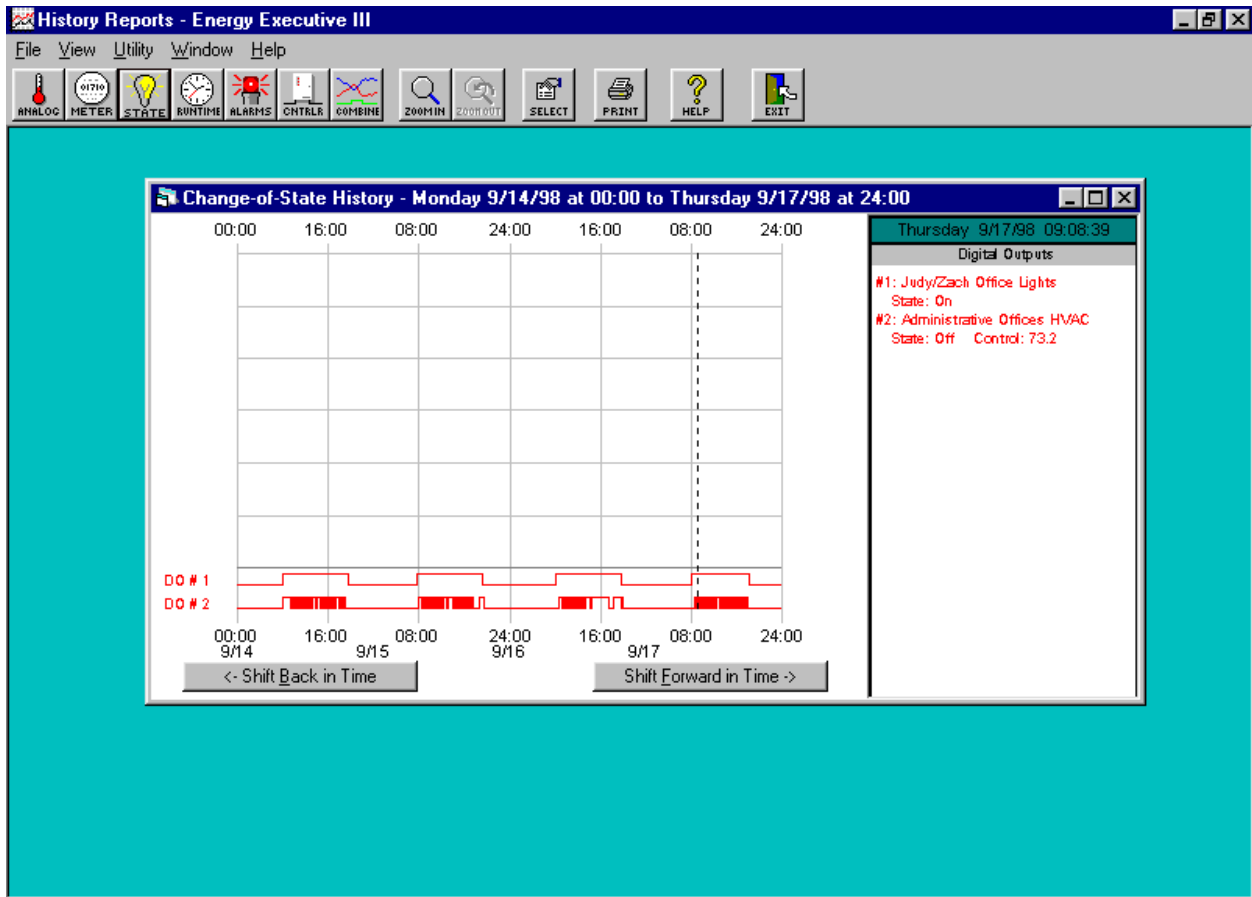 History Reports - Energy Executive III
File View Utility Window Help
ANALOG METER STATE RUNTIME ALARMS CNTRLR COMBINE ZOOM IN ZOOM OUT SELECT PRINT HELP EXIT
01710
Change-of-State History - Monday 9/14/98 at 00:00 to Thursday 9/17/98 at 24:00
00:00 16:00 08:00 24:00 16:00 08:00 24:00
Thursday 9/17/98 09:08:39
Digital Outputs
#1: Judy/Zach Office Lights
State: On
#2: Administrative Offices HVAC
State: Off Control: 73.2
DO # 1
DO # 2
00:00 16:00 08:00 24:00 16:00 08:00 24:00
9/14 9/15 9/16 9/17
<- Shift Back in Time Shift Forward in Time ->